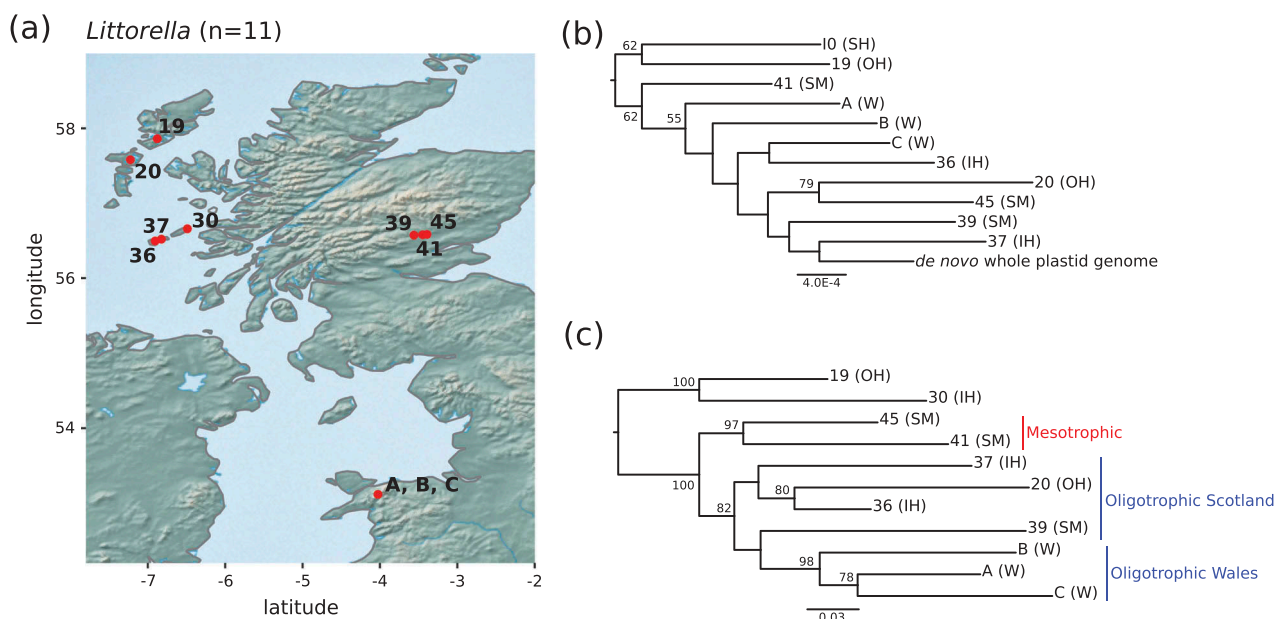 (a)
Littorella (n=11)
58
56
54
longitude
19
20
37
30
36
39
45
41
A, B, C
-7
-6
-5
-4
-3
-2
latitude
(b)
62
I0 (SH)
19 (OH)
41 (SM)
62
55
A (W)
B (W)
C (W)
36 (IH)
79
20 (OH)
45 (SM)
39 (SM)
37 (IH)
de novo whole plastid genome
4.0E-4
(c)
100
19 (OH)
30 (IH)
97
45 (SM)
41 (SM)
Mesotrophic
100
37 (IH)
82
80
20 (OH)
36 (IH)
Oligotrophic Scotland
39 (SM)
98
B (W)
78
A (W)
Oligotrophic Wales
C (W)
0.03